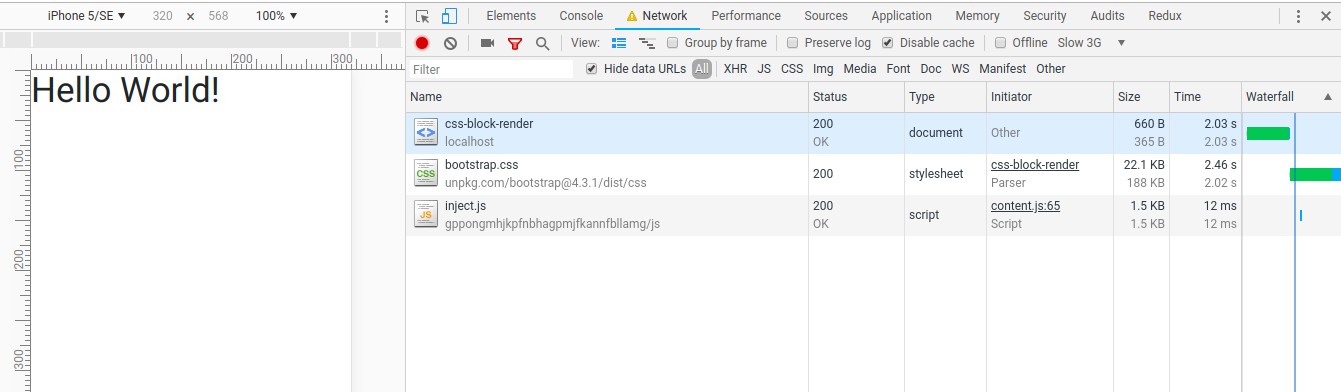 iPhone 5/SE ▼ 320 × 568 100% ▼
Elements Console Network Performance Sources Application Memory Security Audits Redux
View: Group by frame Preserve log Disable cache Offline Slow 3G ▼
Filter Hide data URLs All XHR JS CSS Img Media Font Doc WS Manifest Other
100 200 300
Hello World!
100
200
300
Name Status Type Initiator Size Time Waterfall ▲
css-block-render 200 document Other 660 B 2.03 s
localhost OK 365 B 2.03 s
bootstrap.css 200 stylesheet css-block-render 22.1 KB 2.46 s
unpkg.com/bootstrap@4.3.1/dist/css Parser 188 KB 2.02 s
CSS
inject.js 200 script content.js:65 1.5 KB 12 ms
gppongmhjkpfnbhagpmjfkannfbllamg/js OK Script 1.5 KB 12 ms
JS